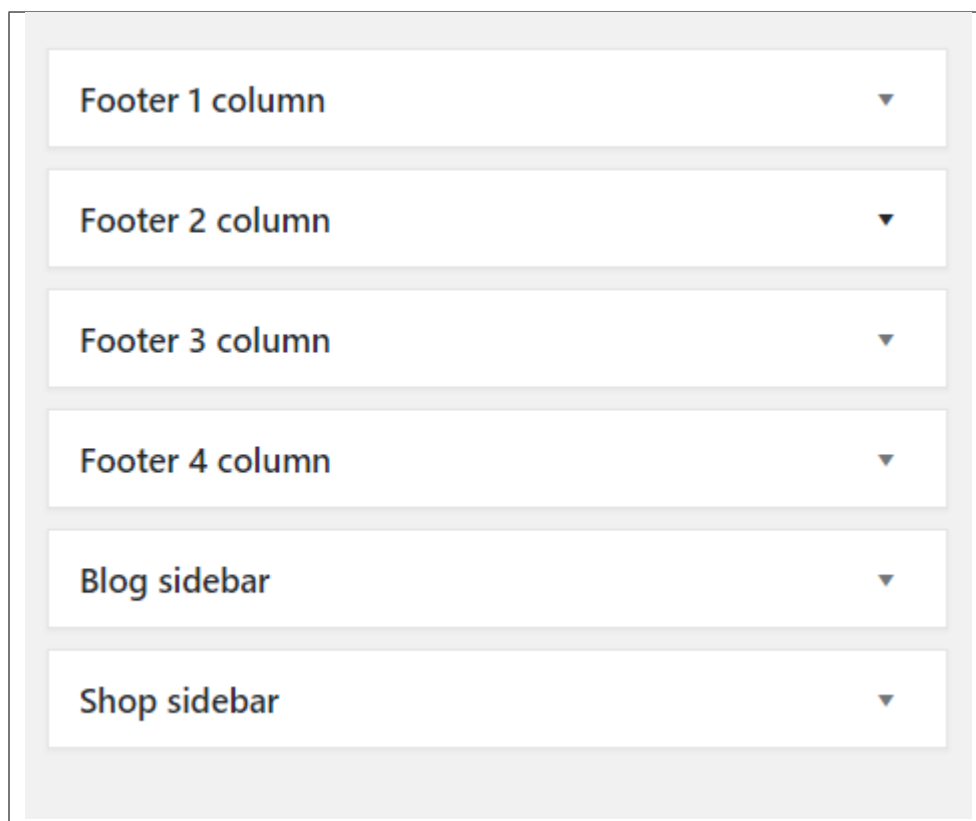 Footer 1 column
Footer 2 column
Footer 3 column
Footer 4 column
Blog sidebar
Shop sidebar